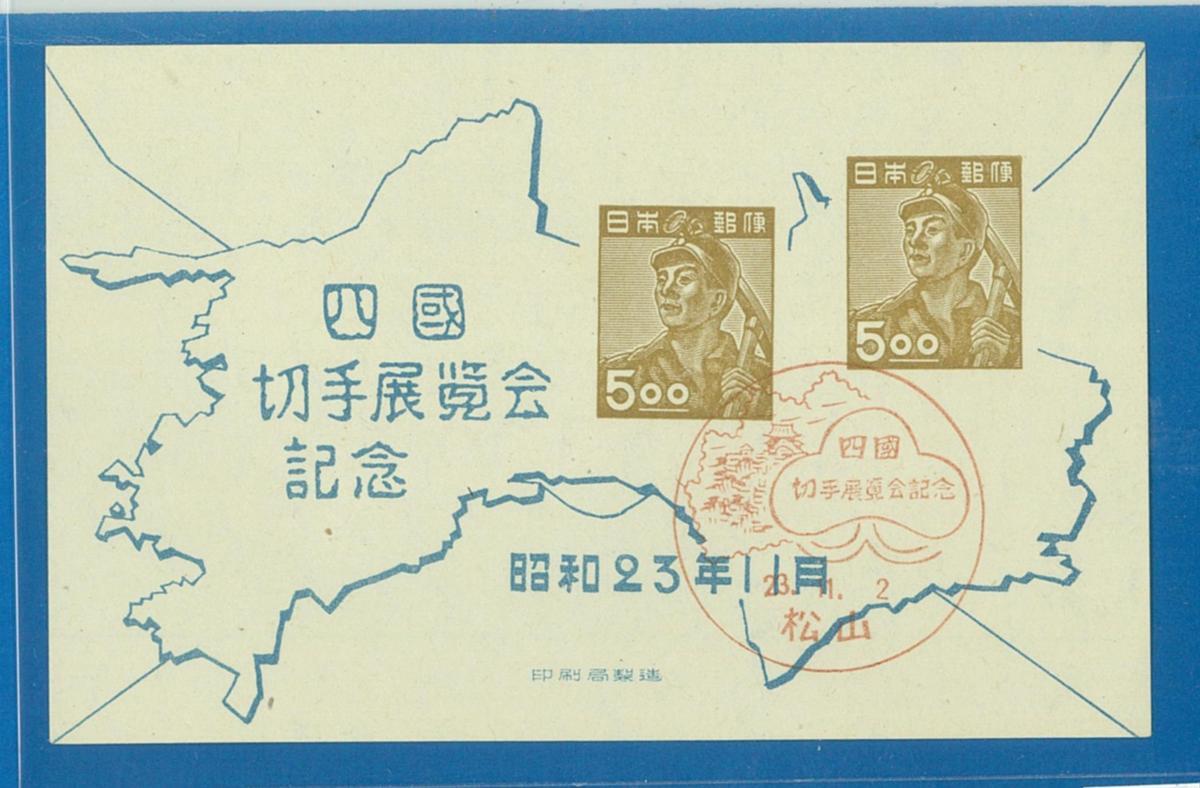 四國
切手展覧会
記念
日本郵便
5.00
日本郵便
5.00
四國
切手展覧会記念
昭和23年11月
23. 11. 2
松山
印刷局製造